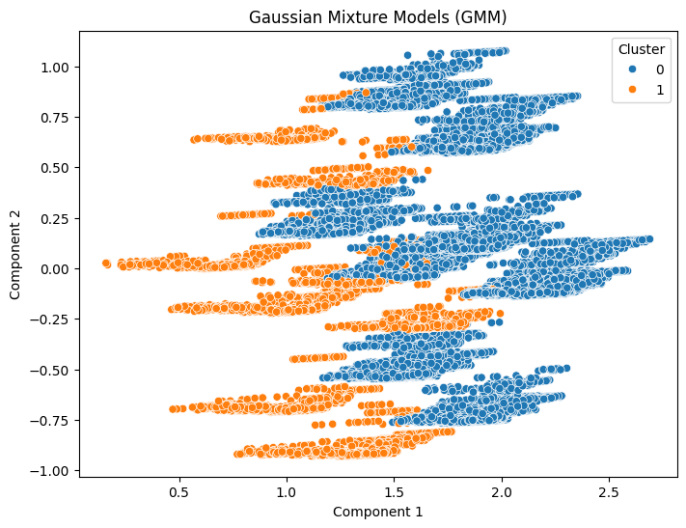 Gaussian Mixture Models (GMM)
Cluster
0
1
1.00
0.75
0.50
0.25
0.00
−0.25
−0.50
−0.75
−1.00
Component 2
0.5 1.0 1.5 2.0 2.5
Component 1